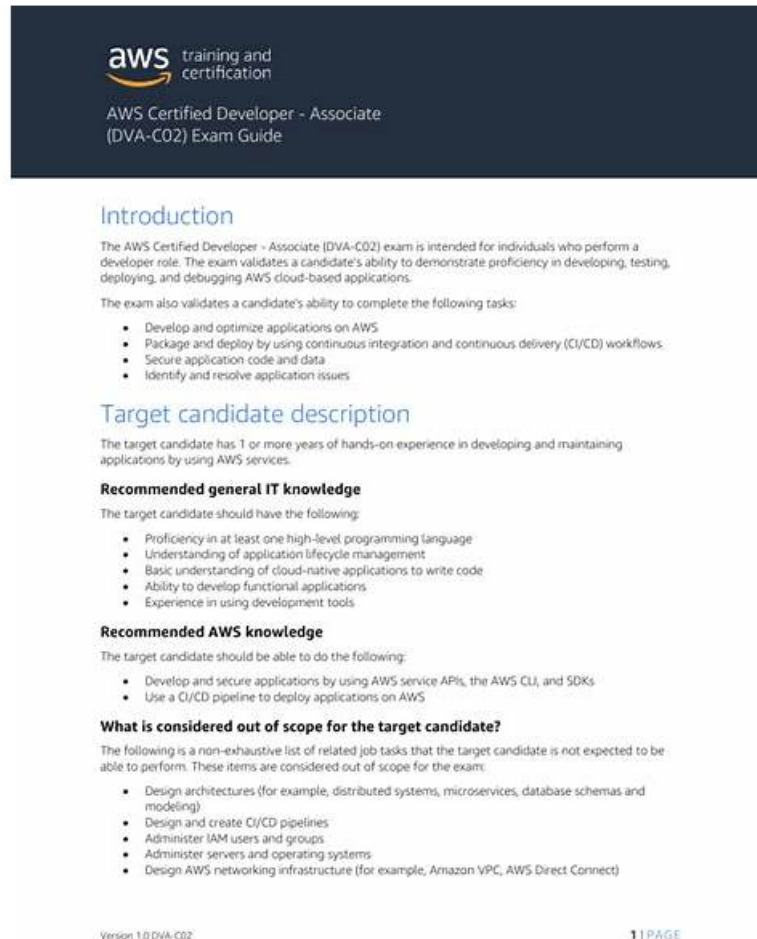 aws training and
certification
AWS Certified Developer - Associate
(DVA-C02) Exam Guide
Introduction
The AWS Certified Developer - Associate (DVA-C02) exam is intended for individuals who perform a
developer role. The exam validates a candidate's ability to demonstrate proficiency in developing, testing,
deploying, and debugging AWS cloud-based applications.
The exam also validates a candidate's ability to complete the following tasks:
• Develop and optimize applications on AWS
• Package and deploy by using continuous integration and continuous delivery (CI/CD) workflows
• Secure application code and data
• Identify and resolve application issues
Target candidate description
The target candidate has 1 or more years of hands-on experience in developing and maintaining
applications by using AWS services.
Recommended general IT knowledge
The target candidate should have the following:
• Proficiency in at least one high-level programming language
• Understanding of application lifecycle management
• Basic understanding of cloud-native applications to write code
• Ability to develop functional applications
• Experience in using development tools
Recommended AWS knowledge
The target candidate should be able to do the following:
• Develop and secure applications by using AWS service APIs, the AWS CLI, and SDKs
• Use a CI/CD pipeline to deploy applications on AWS
What is considered out of scope for the target candidate?
The following is a non-exhaustive list of related job tasks that the target candidate is not expected to be
able to perform. These items are considered out of scope for the exam:
• Design architectures (for example, distributed systems, microservices, database schemas and
modeling)
• Design and create CI/CD pipelines
• Administer IAM users and groups
• Administer servers and operating systems
• Design AWS networking infrastructure (for example, Amazon VPC, AWS Direct Connect)
Version 1.0 DVA-C02 1 | PAGE